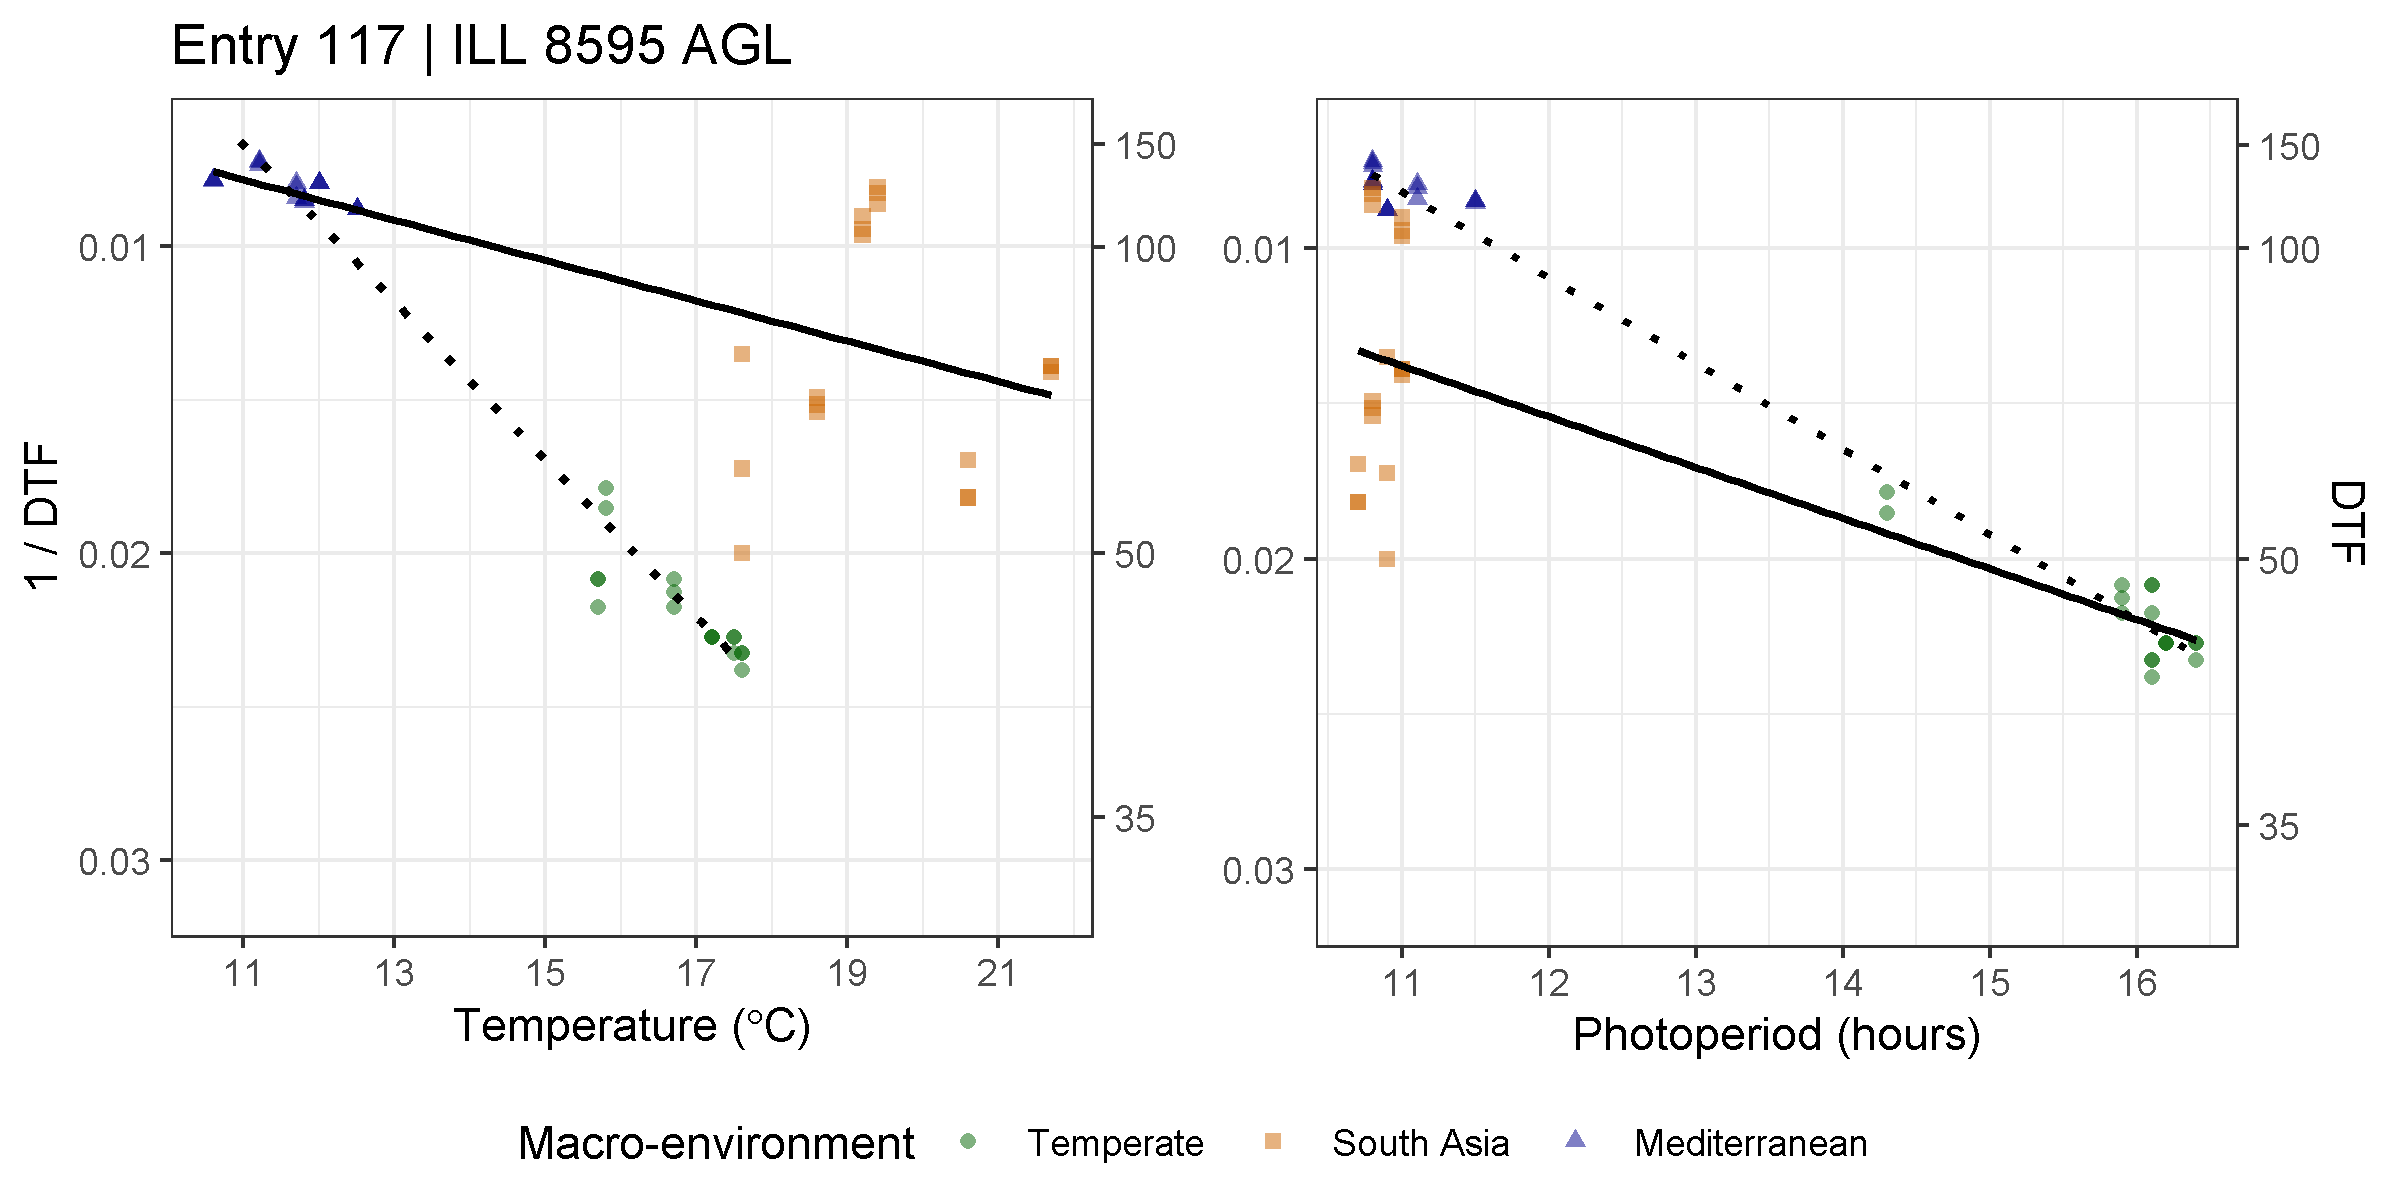 Entry 117 | ILL 8595 AGL
1 / DTF
0.01
0.02
0.03
150
100
50
35
11 13 15 17 19 21
Temperature (°C)
0.01
0.02
0.03
150
100
50
35
DTF
11 12 13 14 15 16
Photoperiod (hours)
Macro-environment Temperate South Asia Mediterranean